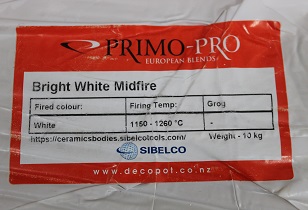 PRIMO-PRO
EUROPEAN BLENDS
Bright White Midfire
Fired colour: Firing Temp: Grog
White 1150 - 1260 °C -
https://ceramicsbodies.sibelcotools.com/ Weight - 10 kg
SIBELCO
www.decopol.co.nz